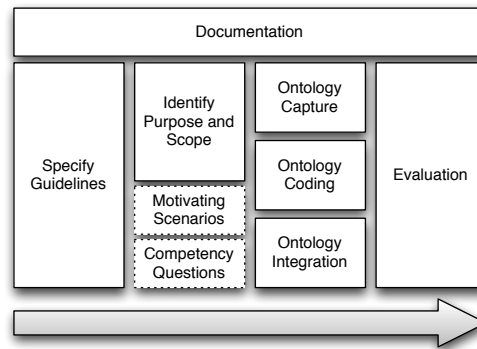 Documentation
Specify
Guidelines
Identify
Purpose and
Scope
Motivating
Scenarios
Competency
Questions
Ontology
Capture
Ontology
Coding
Ontology
Integration
Evaluation